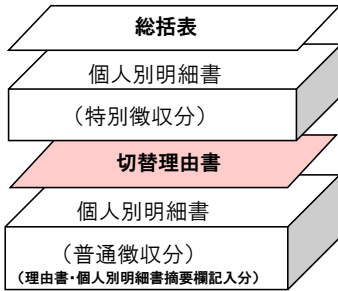 総括表
個人別明細書
（特別徴収分）
切替理由書
個人別明細書
（普通徴収分）
（理由書・個人別明細書摘要欄記入分）